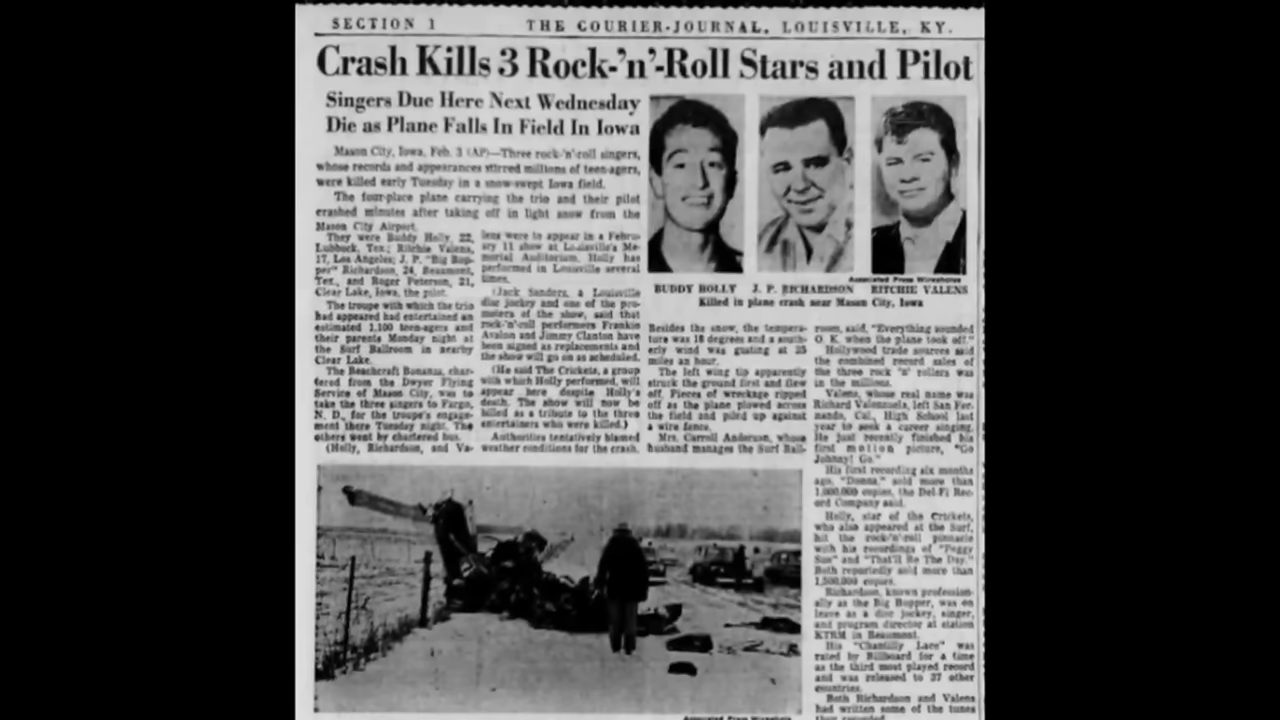 SECTION 1
THE COURIER-JOURNAL, LOUISVILLE, KY.
Crash Kills 3 Rock-'n'-Roll Stars and Pilot
Singers Due Here Next Wednesday
Die as Plane Falls In Field In Iowa
Mason City, Iowa, Feb. 3 (AP)—Three rock-'n'-roll singers,
whose records and appearances stirred millions of teen-agers,
were killed early Tuesday in a snow-swept Iowa field.
The four-place plane carrying the trio and their pilot
crashed minutes after taking off in light snow from the
Mason City Airport.
They were Buddy Holly, 22,
Lubbock, Tex.; Ritchie Valens,
17, Los Angeles; J. P. "Big Bop-
per" Richardson, 24, Beaumont,
Tex., and Roger Peterson, 21,
Clear Lake, Iowa, the pilot.
The troupe with which the trio
had appeared had entertained an
estimated 1,100 teen-agers and
their parents Monday night at
the Surf Ballroom in nearby
Clear Lake.
The Beachcraft Bonanza, char-
tered from the Dwyer Flying
Service of Mason City, was to
take the three singers to Fargo,
N. D., for the troupe's engage-
ment there Tuesday night. The
others went by chartered bus.
(Holly, Richardson, and Va-
lens were to appear in a Febru-
ary 11 show at Louisville's Me-
morial Auditorium. Holly has
performed in Louisville several
times.
(Jack Sanders, a Louisville
disc jockey and one of the pro-
moters of the show, said that
rock-'n'-roll performers Frankie
Avalon and Jimmy Clanton have
been signed as replacements and
the show will go on as scheduled.
(He said The Crickets, a group
with which Holly performed, will
appear here despite Holly's
death. The show will now be
billed as a tribute to the three
entertainers who were killed.)
Authorities tentatively blamed
weather conditions for the crash.
Associated Press Wirephotos
BUDDY HOLLY J. P. RICHARDSON RITCHIE VALENS
Killed in plane crash near Mason City, Iowa
Besides the snow, the tempera-
ture was 18 degrees and a south-
erly wind was gusting at 35
miles an hour.
The left wing tip apparently
struck the ground first and flew
off. Pieces of wreckage ripped
off as the plane plowed across
the field and piled up against
a wire fence.
Mrs. Carroll Anderson, whose
husband manages the Surf Ball-
room, said, "Everything sounded
O. K. when the plane took off."
Hollywood trade sources said
the combined record sales of
the three rock 'n' rollers was
in the millions.
Valens, whose real name was
Richard Valenzuela, left San Fer-
nando, Cal., High School last
year to seek a career singing.
He just recently finished his
first motion picture, "Go
Johnny! Go."
His first recording six months
ago, "Donna," sold more than
1,000,000 copies, the Del-Fi Rec-
ord Company said.
Holly, star of the Crickets,
who also appeared at the Surf,
hit the rock-'n'-roll pinnacle
with his recordings of "Peggy
Sue" and "That'll Be The Day."
Both reportedly sold more than
1,500,000 copies.
Richardson, known profession-
ally as the Big Bopper, was on
leave as a disc jockey, singer,
and program director at station
KTRM in Beaumont.
His "Chantilly Lace" was
rated by Billboard for a time
as the third most played record
and was released to 37 other
countries.
Both Richardson and Valens
had written some of the tunes
they recorded.
Associated Press Wirephoto